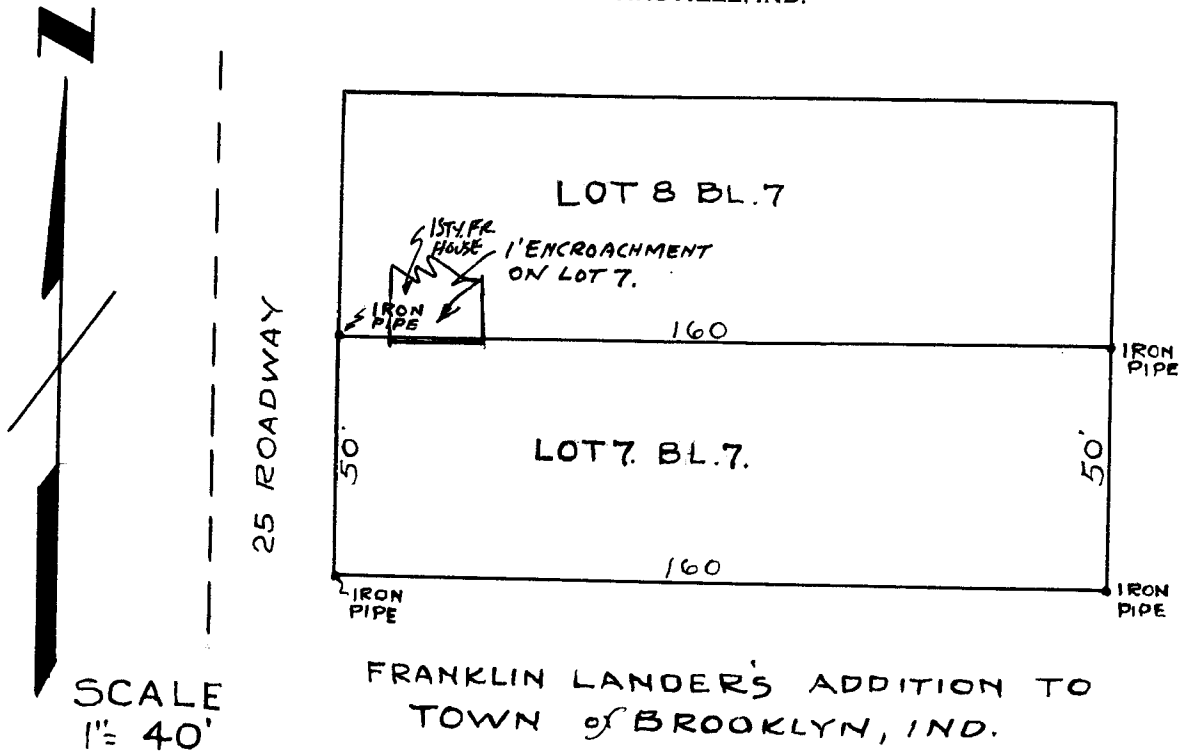 N
LOT 8 BL.7
1 STY. FR.
HOUSE
1' ENCROACHMENT
ON LOT 7.
IRON
PIPE
160
IRON
PIPE
25 ROADWAY
50'
LOT 7. BL.7.
50'
160
IRON
PIPE
IRON
PIPE
SCALE
1"= 40'
FRANKLIN LANDER'S ADDITION TO
TOWN of BROOKLYN, IND.